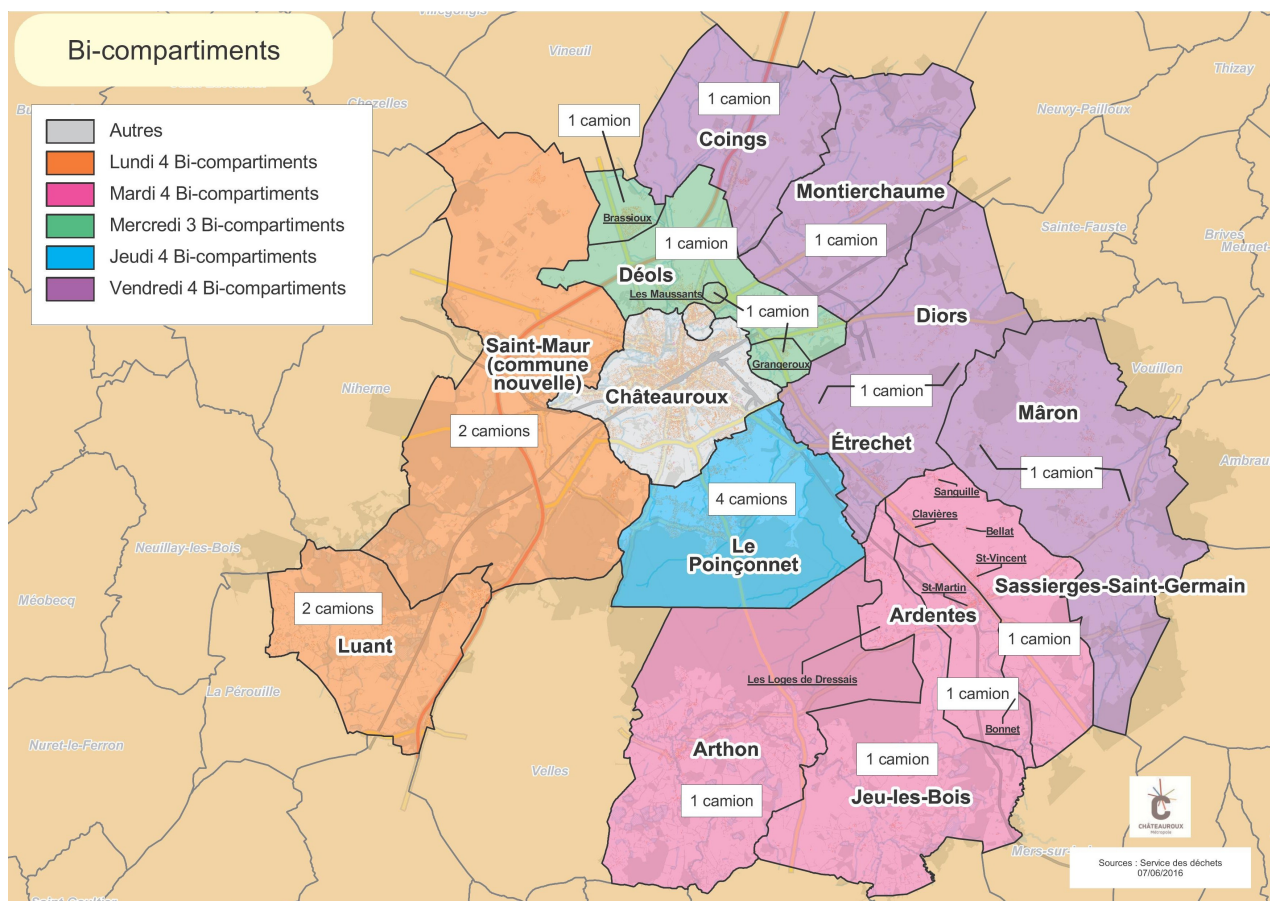 Bi-compartiments
Autres
Lundi 4 Bi-compartiments
Mardi 4 Bi-compartiments
Mercredi 3 Bi-compartiments
Jeudi 4 Bi-compartiments
Vendredi 4 Bi-compartiments
Vineuil
Thizay
Chezelles
Neuvy-Pailloux
1 camion
1 camion
Coings
Montierchaume
Brassioux
Sainte-Fauste
Brives
1 camion
1 camion
Déols
Les Maussants
1 camion
Diors
Saint-Maur
(commune
nouvelle)
Grangeroux
Vouillon
Niherne
Châteauroux
1 camion
Mâron
2 camions
Étrechet
1 camion
4 camions
Sanguille
Clavières
Bellat
Le
Poinçonnet
St-Vincent
Neuillay-les-Bois
St-Martin
Sassierges-Saint-Germain
Méobecq
2 camions
Ardentes
Luant
1 camion
Les Loges de Dressais
La Pérouille
1 camion
Bonnet
Nuret-le-Ferron
Arthon
1 camion
Velles
Jeu-les-Bois
1 camion
CHÂTEAUROUX
Métropole
Sources : Service des déchets
07/06/2016